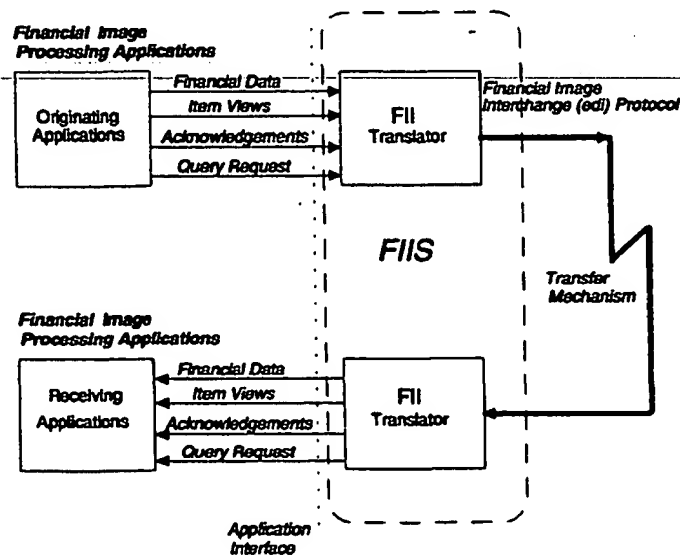 Financial Image
Processing Applications
Originating
Applications
Financial Data
Item Views
Acknowledgements
Query Request
FII
Translator
Financial Image
Interchange (edi) Protocol
FIIS
Transfer
Mechanism
Financial Image
Processing Applications
Receiving
Applications
Financial Data
Item Views
Acknowledgements
Query Request
FII
Translator
Application
Interface